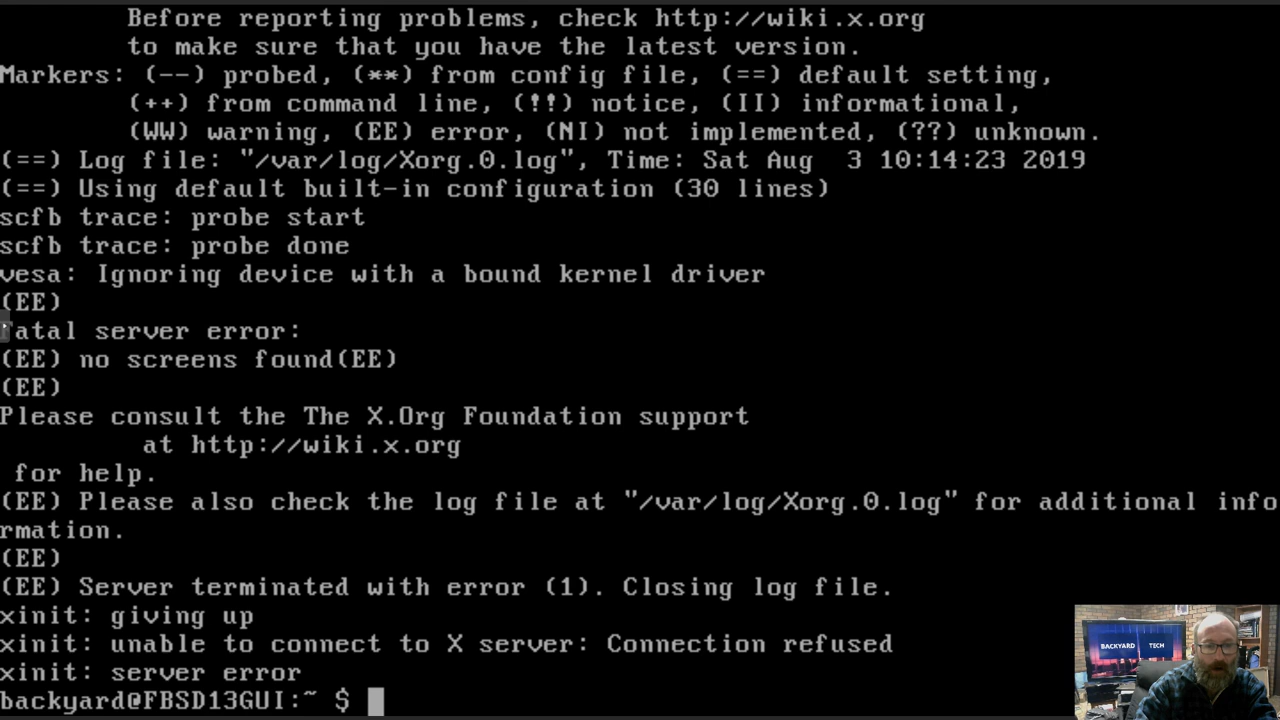 Before reporting problems, check http://wiki.x.org
to make sure that you have the latest version.
Markers: (--) probed, (**) from config file, (==) default setting,
(++) from command line, (!!) notice, (II) informational,
(WW) warning, (EE) error, (NI) not implemented, (??) unknown.
(==) Log file: "/var/log/Xorg.0.log", Time: Sat Aug  3 10:14:23 2019
(==) Using default built-in configuration (30 lines)
scfb trace: probe start
scfb trace: probe done
vesa: Ignoring device with a bound kernel driver
(EE)
Fatal server error:
(EE) no screens found(EE)
(EE)
Please consult the The X.Org Foundation support
at http://wiki.x.org
for help.
(EE) Please also check the log file at "/var/log/Xorg.0.log" for additional info
rmation.
(EE)
(EE) Server terminated with error (1). Closing log file.
xinit: giving up
xinit: unable to connect to X server: Connection refused
xinit: server error
backyard@FBSD13GUI:~ $
BACKYARD TECH